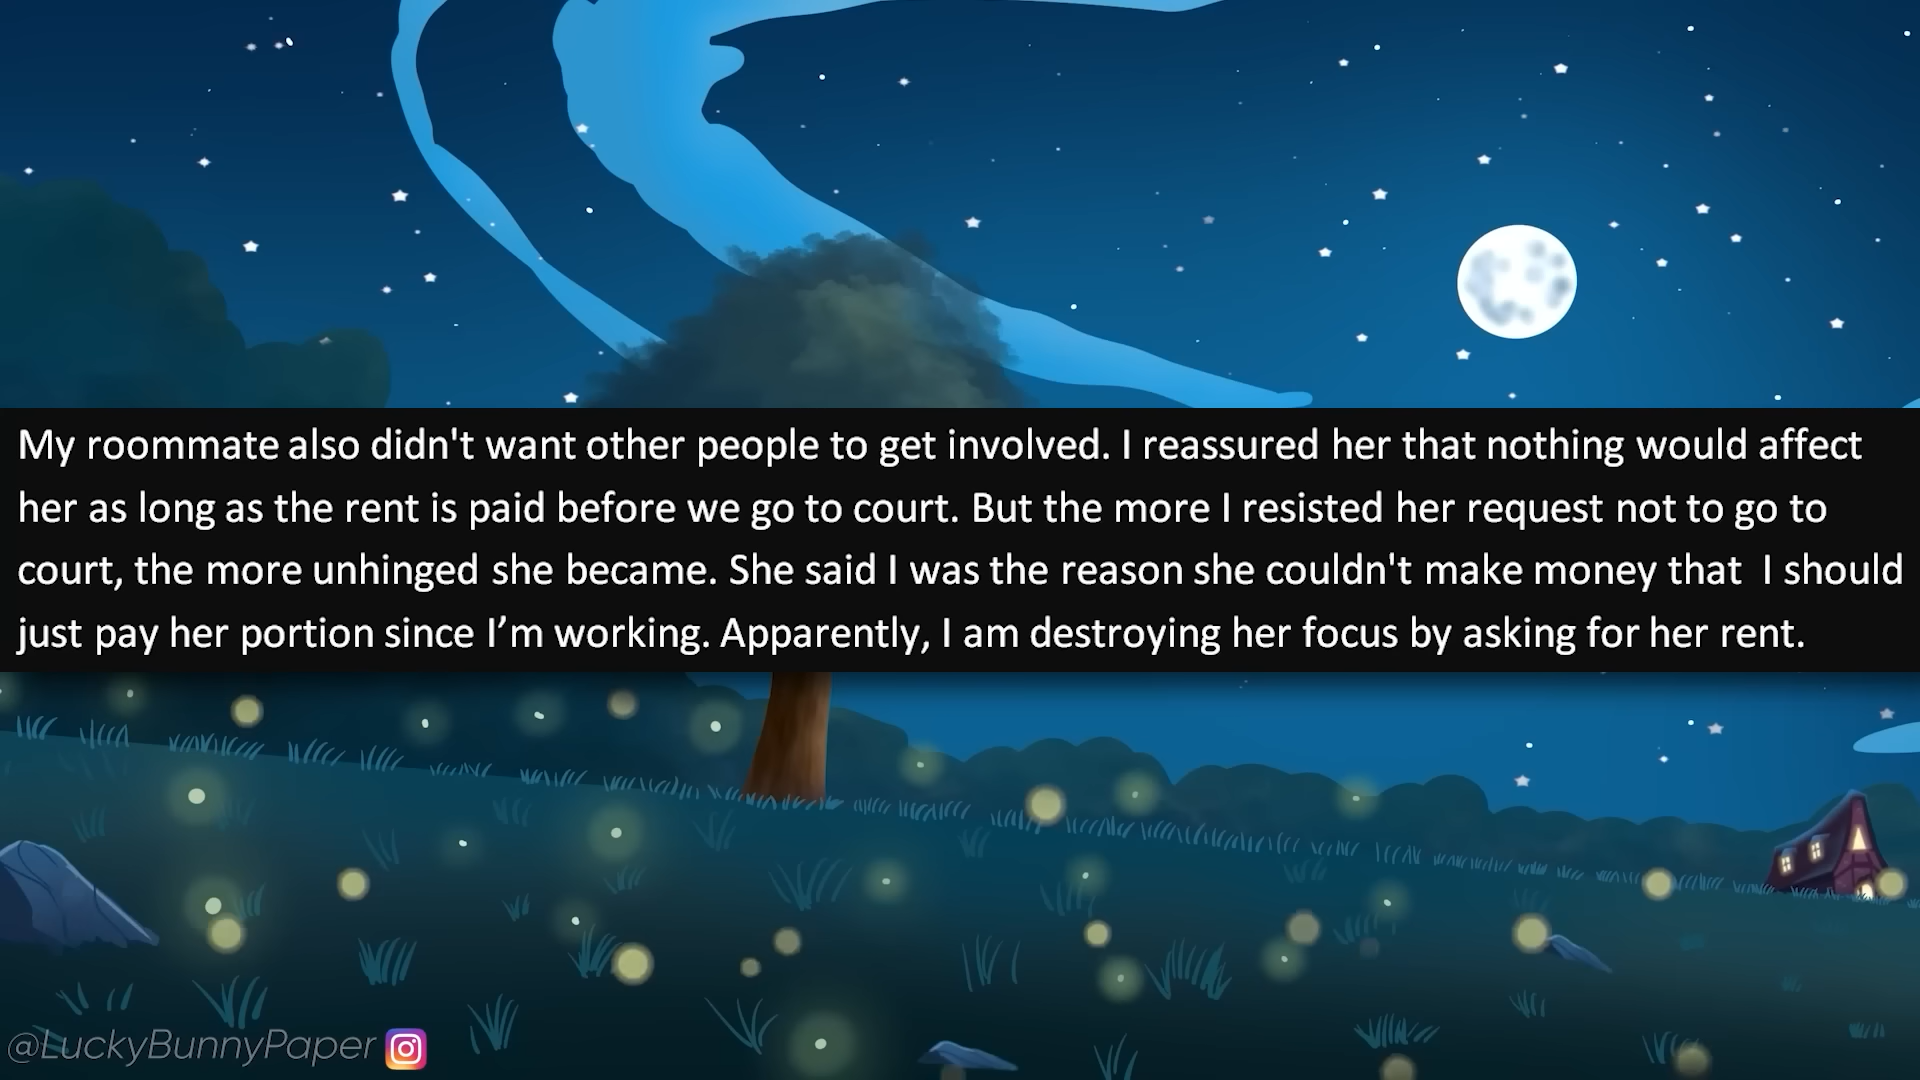 My roommate also didn't want other people to get involved. I reassured her that nothing would affect
her as long as the rent is paid before we go to court. But the more I resisted her request not to go to
court, the more unhinged she became. She said I was the reason she couldn't make money that  I should
just pay her portion since I’m working. Apparently, I am destroying her focus by asking for her rent.
@LuckyBunnyPaper